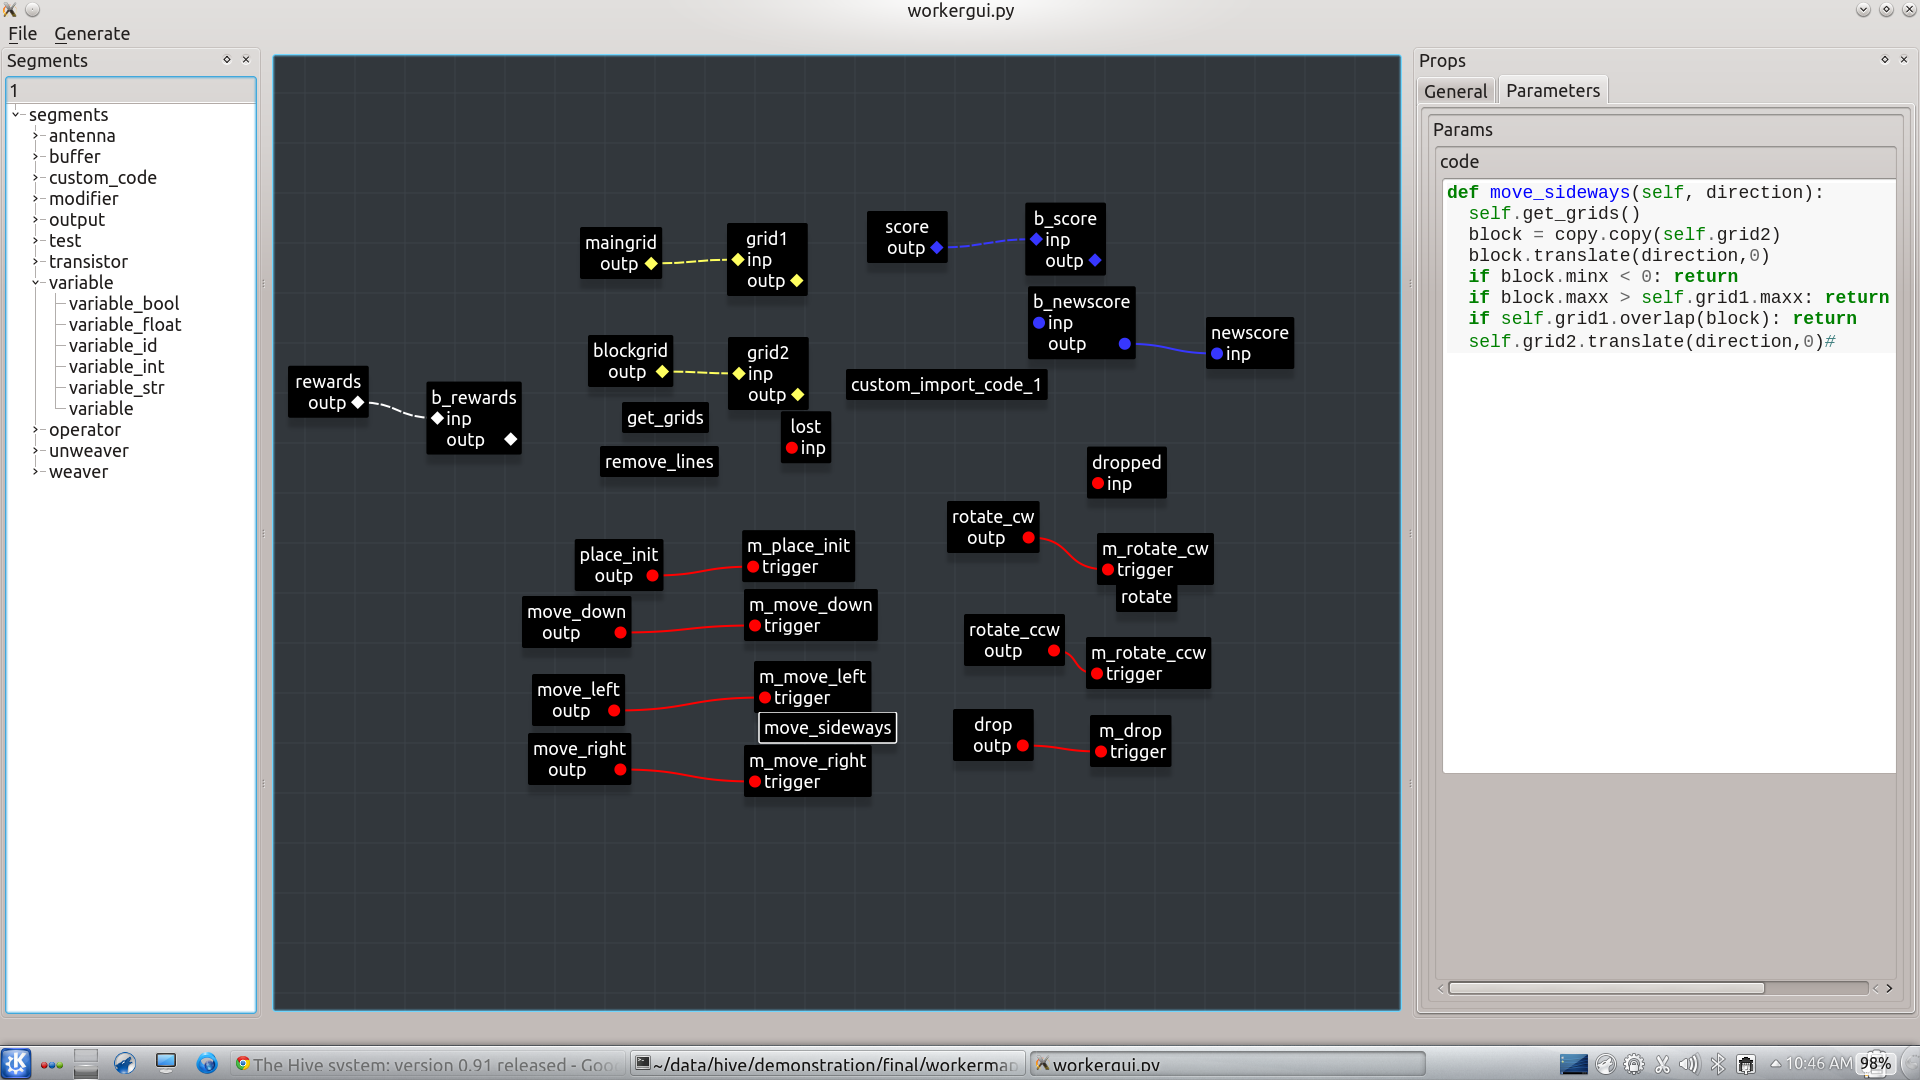 workergui.py
File Generate
Segments
1
segments
antenna
buffer
custom_code
modifier
output
test
transistor
variable
variable_bool
variable_float
variable_id
variable_int
variable_str
variable
operator
unweaver
weaver
maingrid
outp
grid1
inp
outp
score
outp
b_score
inp
outp
b_newscore
inp
outp
newscore
inp
blockgrid
outp
grid2
inp
outp
custom_import_code_1
rewards
outp
b_rewards
inp
outp
get_grids
lost
inp
remove_lines
dropped
inp
rotate_cw
outp
m_rotate_cw
trigger
rotate
place_init
outp
m_place_init
trigger
move_down
outp
m_move_down
trigger
rotate_ccw
outp
m_rotate_ccw
trigger
move_left
outp
m_move_left
trigger
move_sideways
move_right
outp
m_move_right
trigger
drop
outp
m_drop
trigger
Props
General Parameters
Params
code
def move_sideways(self, direction):
self.get_grids()
block = copy.copy(self.grid2)
block.translate(direction,0)
if block.minx < 0: return
if block.maxx > self.grid1.maxx: return
if self.grid1.overlap(block): return
self.grid2.translate(direction,0)#
The Hive system: version 0.91 released - Goo
~/data/hive/demonstration/final/workerman
workergui.py
10:46 AM
98%